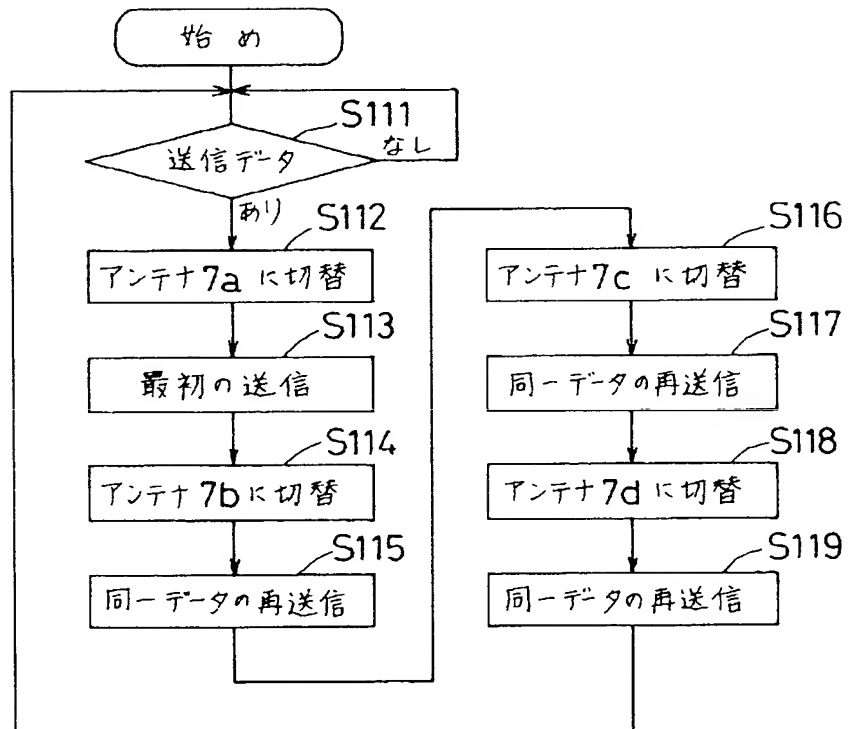 始め
S111
送信データ
なし
あり
S112
アンテナ7aに切替
S113
最初の送信
S114
アンテナ7bに切替
S115
同一データの再送信
S116
アンテナ7cに切替
S117
同一データの再送信
S118
アンテナ7dに切替
S119
同一データの再送信